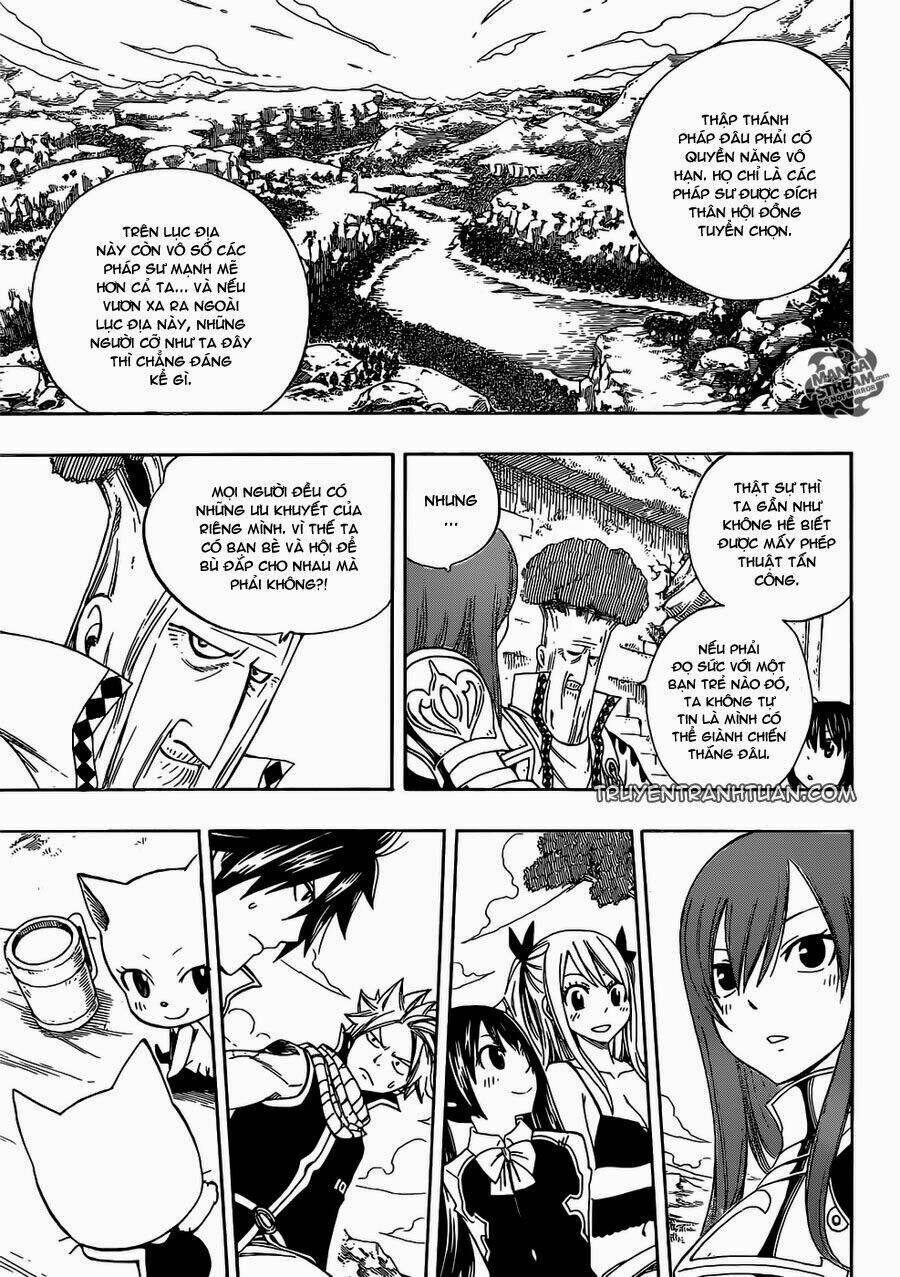 THẬP THÁNH
PHÁP ĐÂU PHẢI CÓ
QUYỀN NĂNG VÔ
HẠN. HỌ CHỈ LÀ CÁC
PHÁP SƯ ĐƯỢC ĐÍCH
THÂN HỘI ĐỒNG
TUYỂN CHỌN.
TRÊN LỤC ĐỊA
NÀY CÒN VÔ SỐ CÁC
PHÁP SƯ MẠNH MẼ
HƠN CẢ TA... VÀ NẾU
VƯƠN XA RA NGOÀI
LỤC ĐỊA NÀY, NHỮNG
NGƯỜI CỠ NHƯ TA ĐÂY
THÌ CHẲNG ĐÁNG
KỂ GÌ.
MANGA
STREAM.com
DO NOT MIRROR!
THẬT SỰ THÌ
TA GẦN NHƯ
KHÔNG HỀ BIẾT
ĐƯỢC MẤY PHÉP
THUẬT TẤN
CÔNG.
NẾU PHẢI
ĐỌ SỨC VỚI MỘT
BẠN TRẺ NÀO ĐÓ,
TA KHÔNG TỰ
TIN LÀ MÌNH CÓ
THỂ GIÀNH CHIẾN
THẮNG ĐÂU.
NHƯNG
...
MỌI NGƯỜI ĐỀU CÓ
NHỮNG ƯU KHUYẾT CỦA
RIÊNG MÌNH. VÌ THẾ TA
CÓ BẠN BÈ VÀ HỘI ĐỂ
BÙ ĐẮP CHO NHAU MÀ
PHẢI KHÔNG?!
TRUYENTRANHTUAN.COM